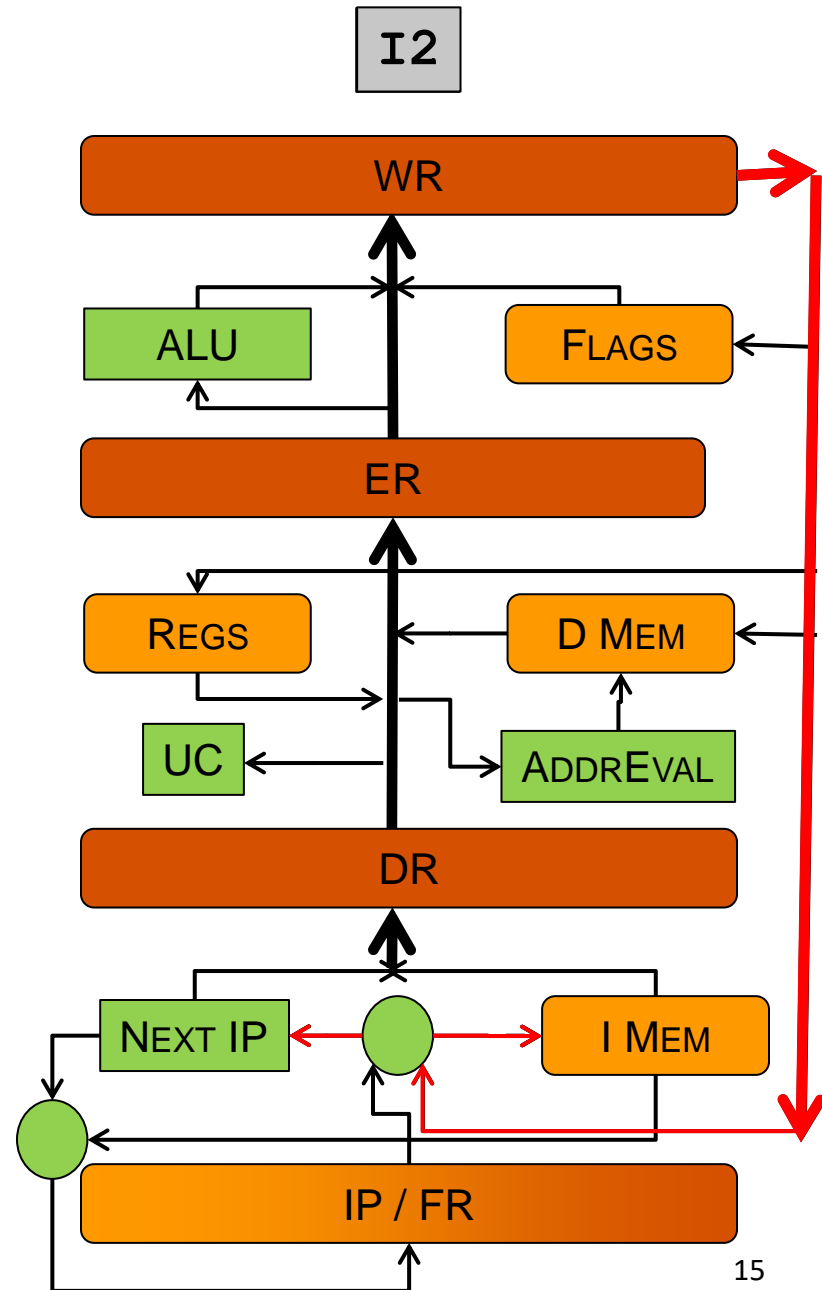 I2
WR
ALU
FLAGS
ER
REGS
D MEM
UC
ADDREVAL
DR
NEXT IP
I MEM
IP / FR
15